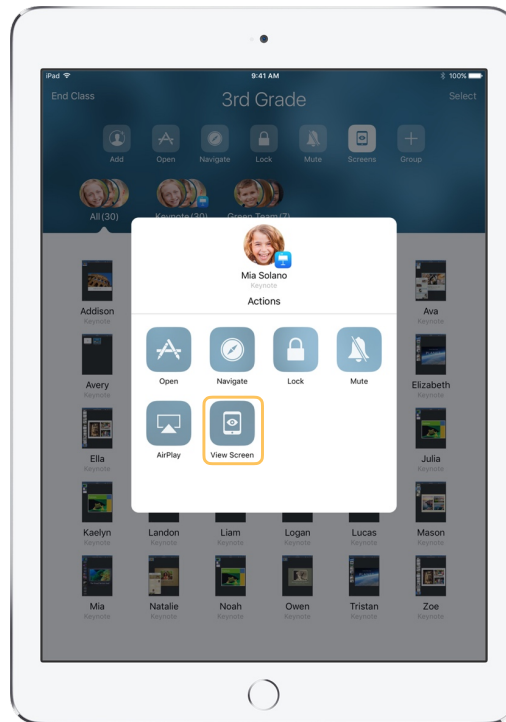 iPad 9:41 AM 100%
End Class 3rd Grade Select
Add Open Navigate Lock Mute Screens Group
All (30) Keynote (30) Green Team (7)
Mia Solano
Keynote
Actions
Open Navigate Lock Mute
AirPlay View Screen
Addison Ava
Keynote Keynote
Avery Elizabeth
Keynote Keynote
Ella Julia
Keynote Keynote
Kaelyn Landon Liam Logan Lucas Mason
Keynote Keynote Keynote Keynote Keynote Keynote
Mia Natalie Noah Owen Tristan Zoe
Keynote Keynote Keynote Keynote Keynote Keynote